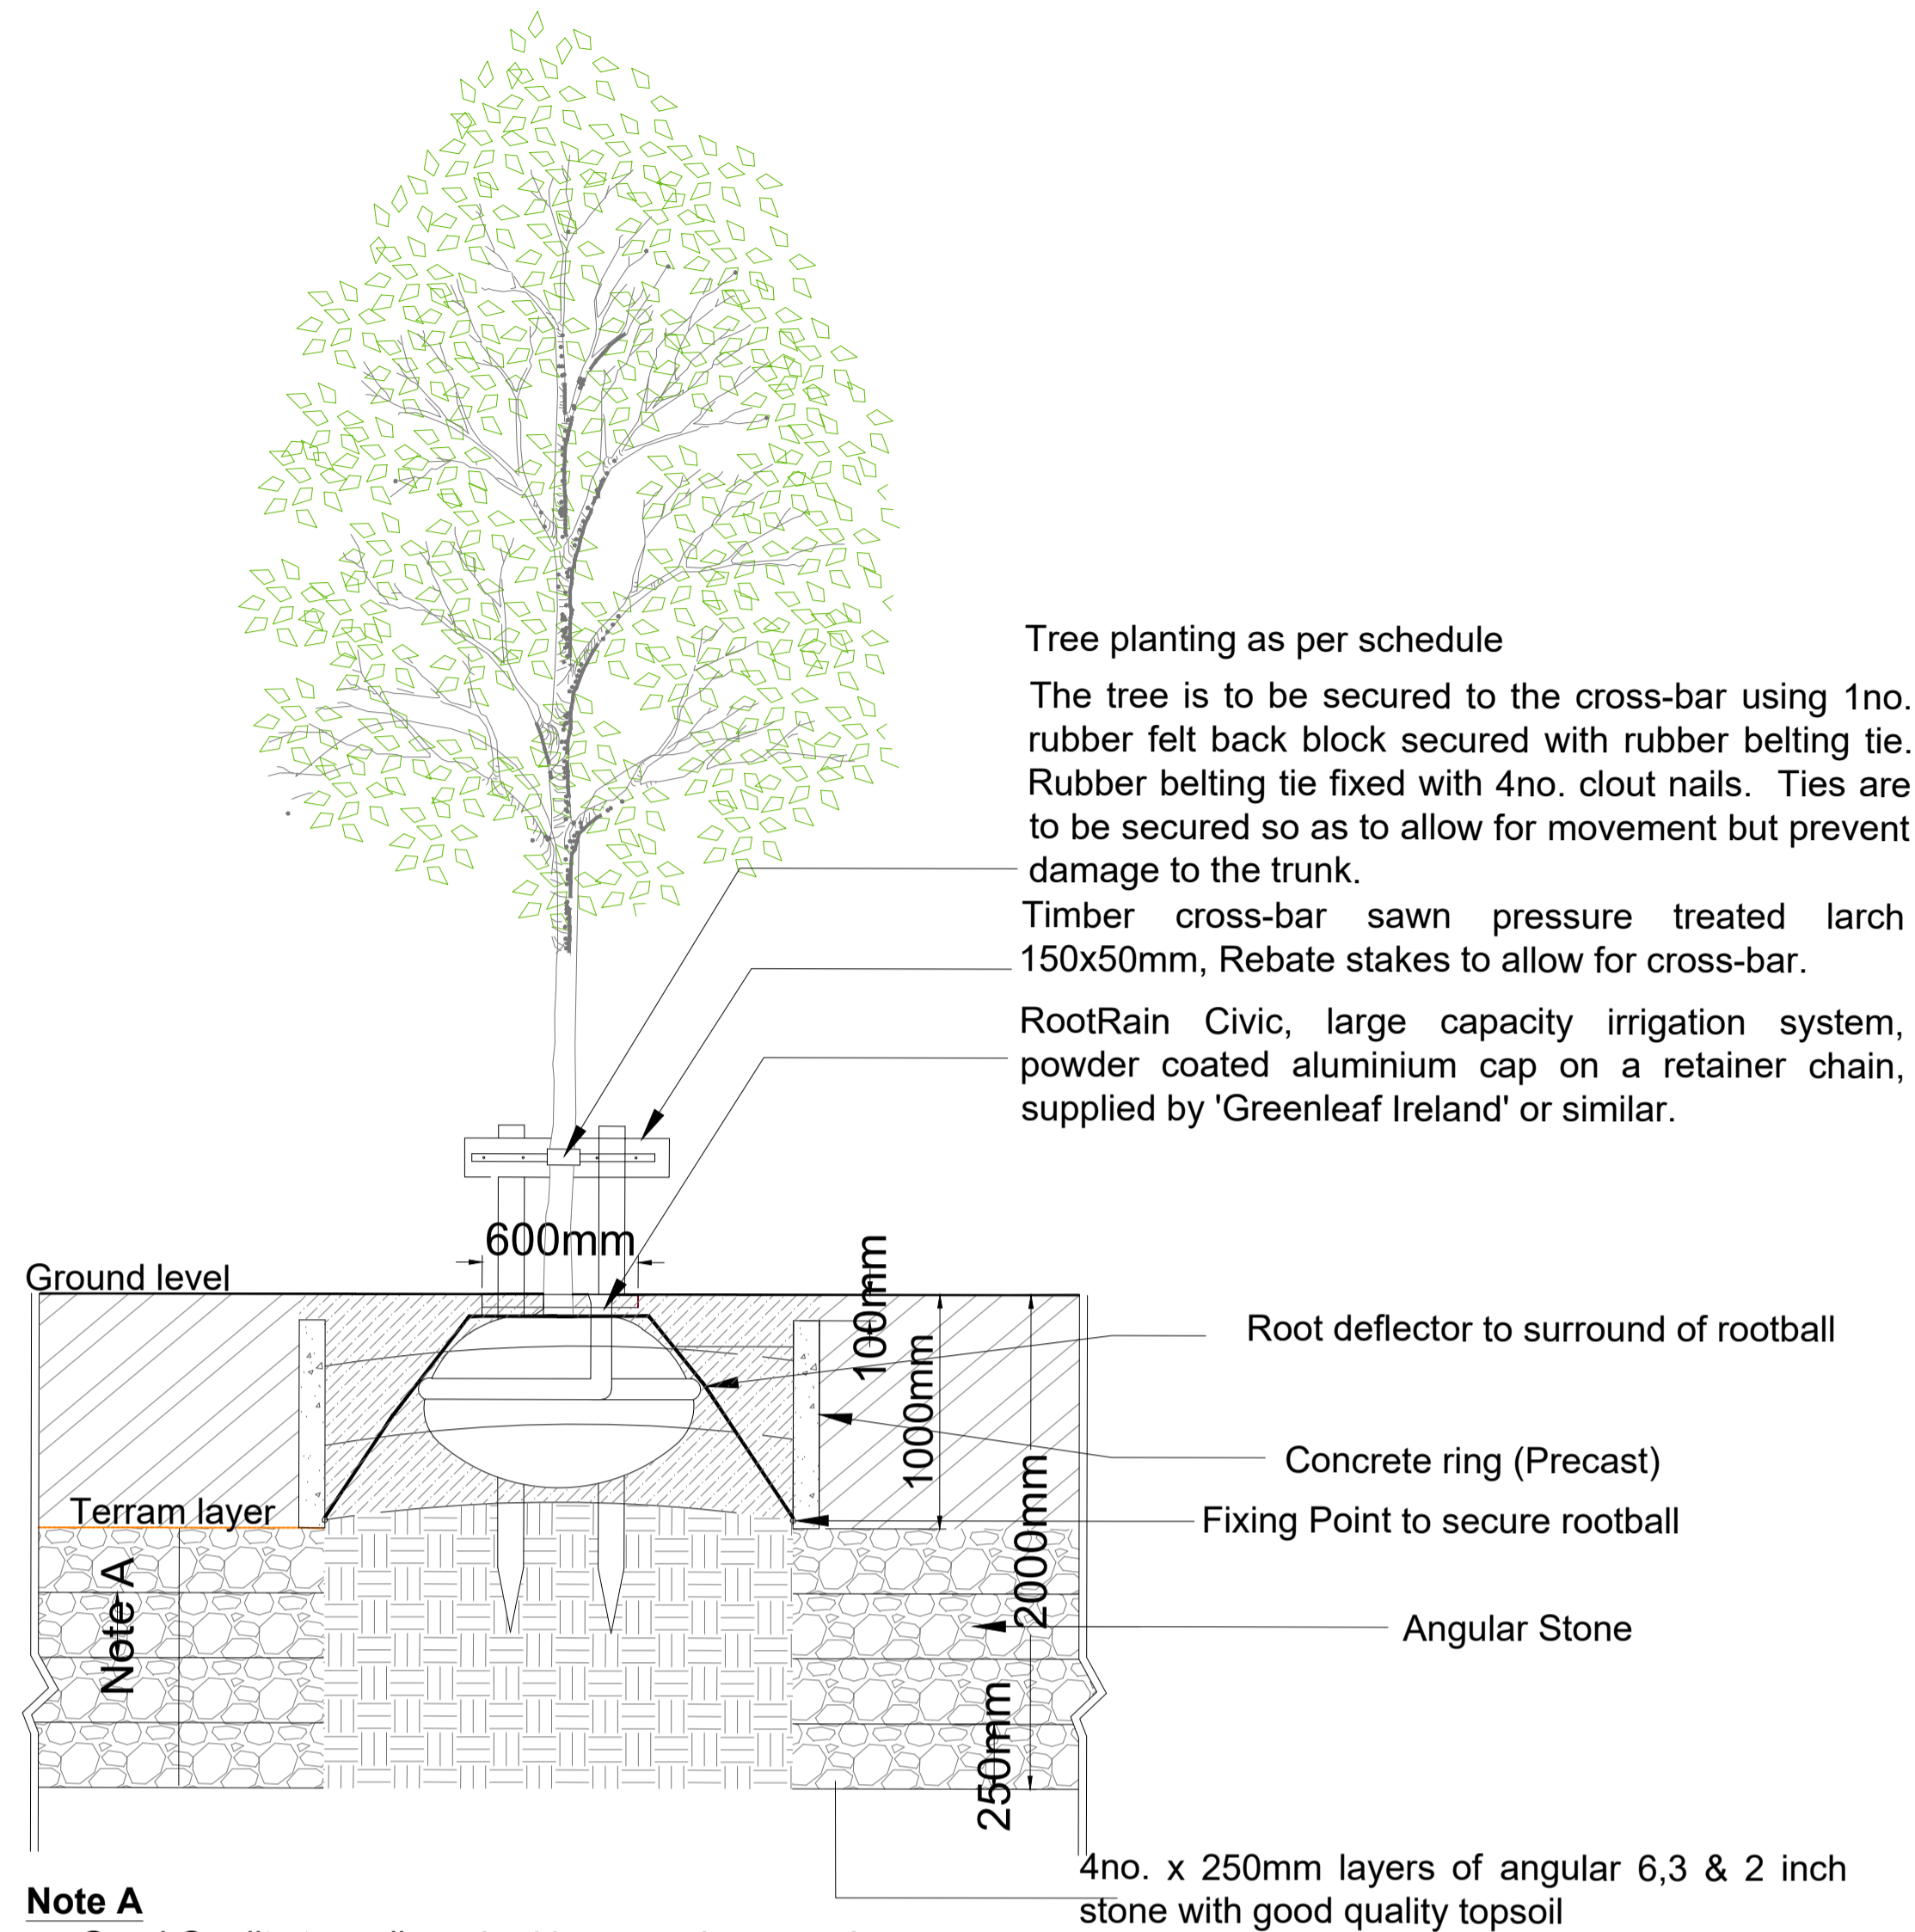 Tree planting as per schedule
The tree is to be secured to the cross-bar using 1no.
rubber felt back block secured with rubber belting tie.
Rubber belting tie fixed with 4no. clout nails. Ties are
to be secured so as to allow for movement but prevent
damage to the trunk.
Timber cross-bar sawn pressure treated larch
150x50mm, Rebate stakes to allow for cross-bar.
RootRain Civic, large capacity irrigation system,
powder coated aluminium cap on a retainer chain,
supplied by 'Greenleaf Ireland' or similar.
600mm
Ground level
100mm
Root deflector to surround of rootball
1000mm
Concrete ring (Precast)
Terram layer
Fixing Point to secure rootball
2000mm
Note A
Angular Stone
250mm
4no. x 250mm layers of angular 6,3 & 2 inch
stone with good quality topsoil
Note A